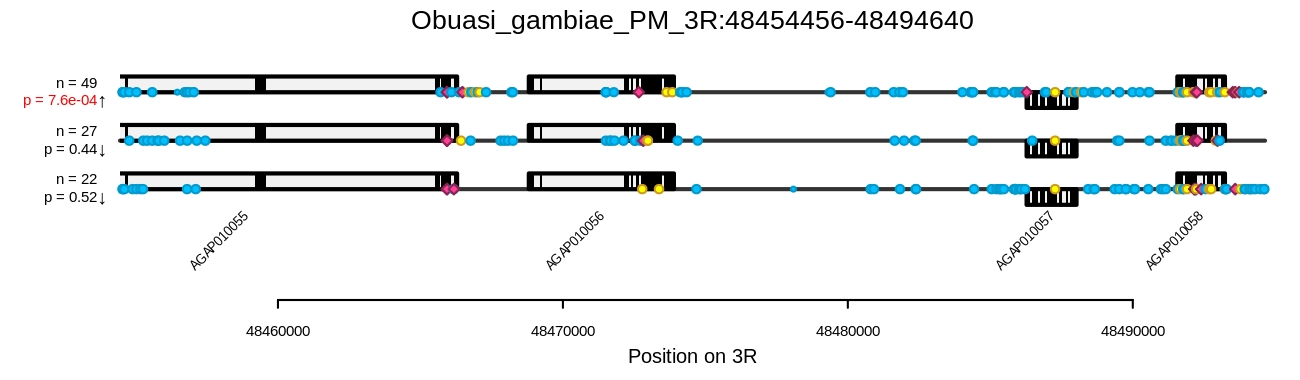 Obuasi_gambiae_PM_3R:48454456-48494640
n = 49
p = 7.6e-04↑
n = 27
p = 0.44↓
n = 22
p = 0.52↓
AGAP010055
AGAP010056
AGAP010057
AGAP010058
48460000
48470000
48480000
48490000
Position on 3R